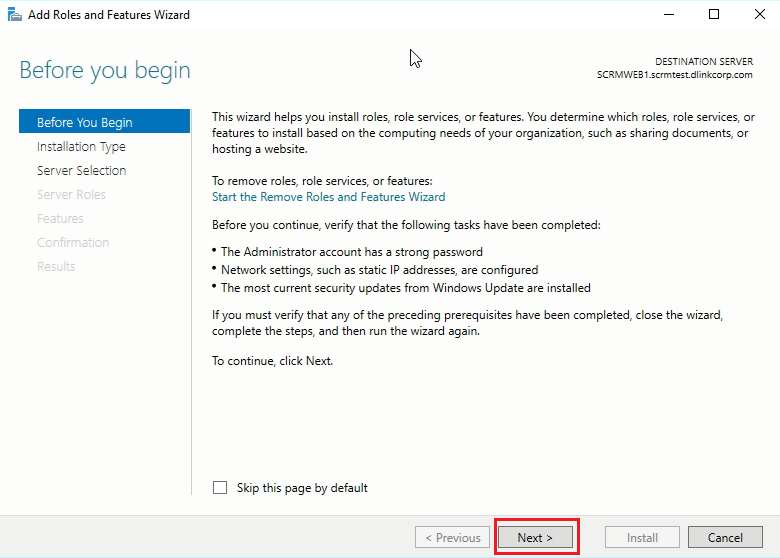 Add Roles and Features Wizard
Before you begin
DESTINATION SERVER
SCRMWEB1.scrmtest.dlinkcorp.com
Before You Begin
Installation Type
Server Selection
Server Roles
Features
Confirmation
Results
This wizard helps you install roles, role services, or features. You determine which roles, role services, or
features to install based on the computing needs of your organization, such as sharing documents, or
hosting a website.
To remove roles, role services, or features:
Start the Remove Roles and Features Wizard
Before you continue, verify that the following tasks have been completed:
• The Administrator account has a strong password
• Network settings, such as static IP addresses, are configured
• The most current security updates from Windows Update are installed
If you must verify that any of the preceding prerequisites have been completed, close the wizard,
complete the steps, and then run the wizard again.
To continue, click Next.
Skip this page by default
< Previous
Next >
Install
Cancel